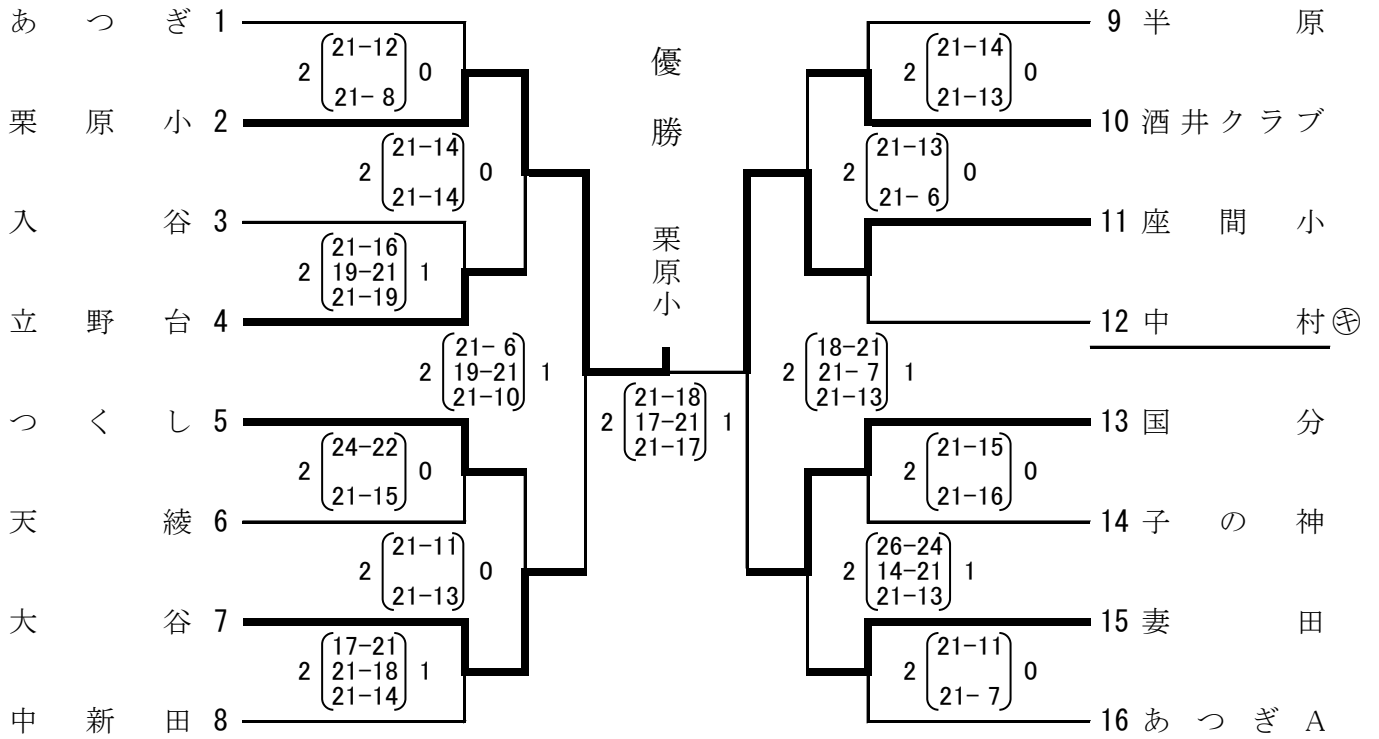 あつぎ 1
2 21-12 0
21- 8
栗原小 2
2 21-14 0
21-14
入谷 3
2 21-16 1
19-21
21-19
立野台 4
2 21- 6 1
19-21
21-10
つくし 5
2 24-22 0
21-15
天綾 6
2 21-11 0
21-13
大谷 7
2 17-21 1
21-18
21-14
中新田 8
優勝
栗原小
2 21-18 1
17-21
21-17
9 半原
2 21-14 0
21-13
10 酒井クラブ
2 21-13 0
21- 6
11 座間小
12 中村㋖
2 18-21 1
21- 7
21-13
13 国分
2 21-15 0
21-16
14 子の神
2 26-24 1
14-21
21-13
15 妻田
2 21-11 0
21- 7
16 あつぎA